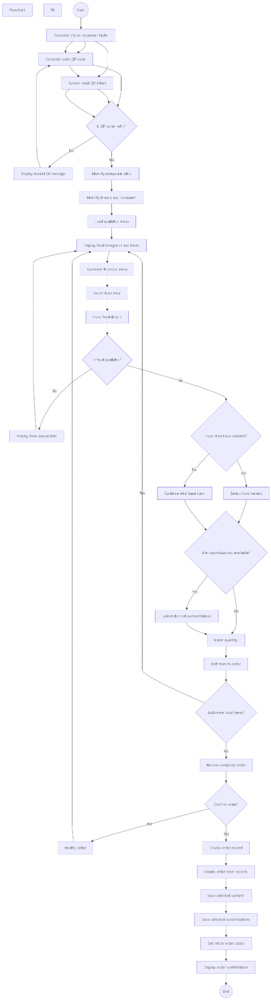 flowchart
TD
Start
Customer sits at restaurant table
Customer scans QR code
System reads QR token
Is QR token valid?
No
Yes
Display invalid QR message
Identify restaurant table
Identify branch and restaurant
Load available menu
Display food categories and items
Customer browses menu
Select food item
View food details
Is food available?
No
Yes
Display item unavailable
Does item have variants?
No
Yes
Yes
Continue with base item
Select food variant
Are customizations available?
Yes
No
Select desired customizations
Enter quantity
Add item to order
Add more food items?
No
Review complete order
Confirm order?
No
Yes
Modify order
Create order record
Create order item records
Save selected variants
Save selected customizations
Set initial order status
Display order confirmation
End